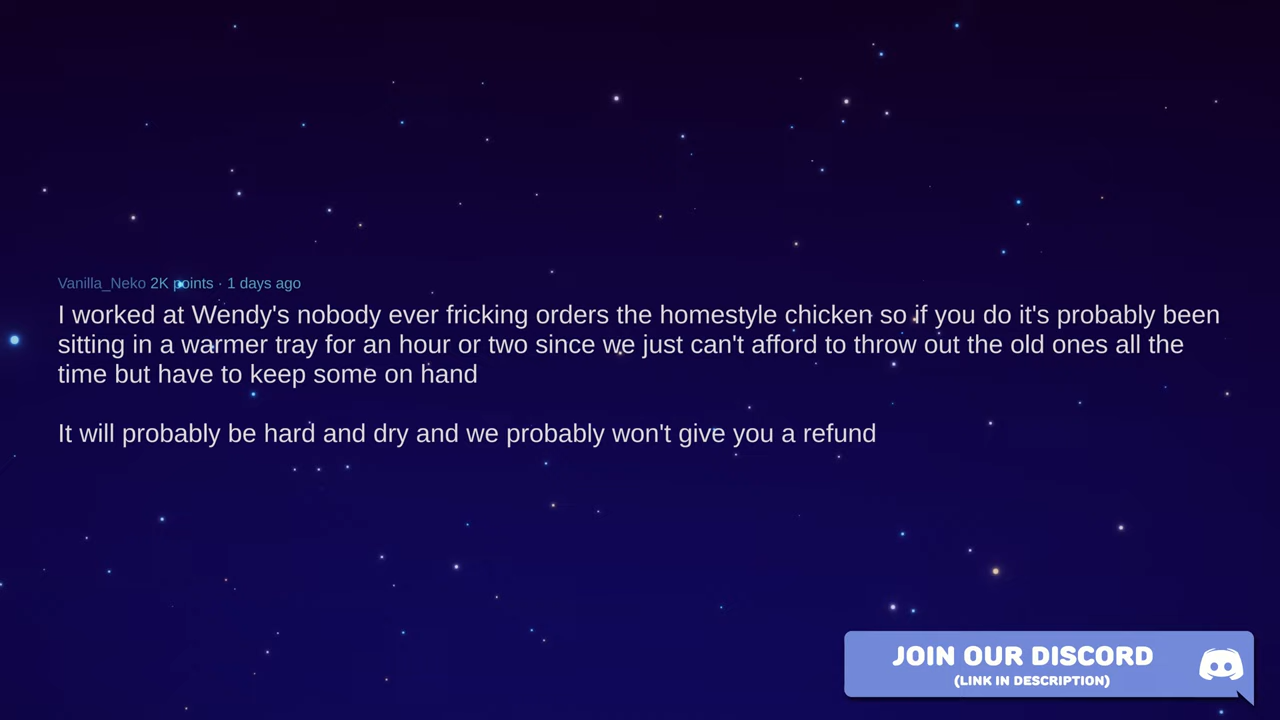 Vanilla_Neko 2K points · 1 days ago
I worked at Wendy's nobody ever fricking orders the homestyle chicken so if you do it's probably been
sitting in a warmer tray for an hour or two since we just can't afford to throw out the old ones all the
time but have to keep some on hand
It will probably be hard and dry and we probably won't give you a refund
JOIN OUR DISCORD
(LINK IN DESCRIPTION)